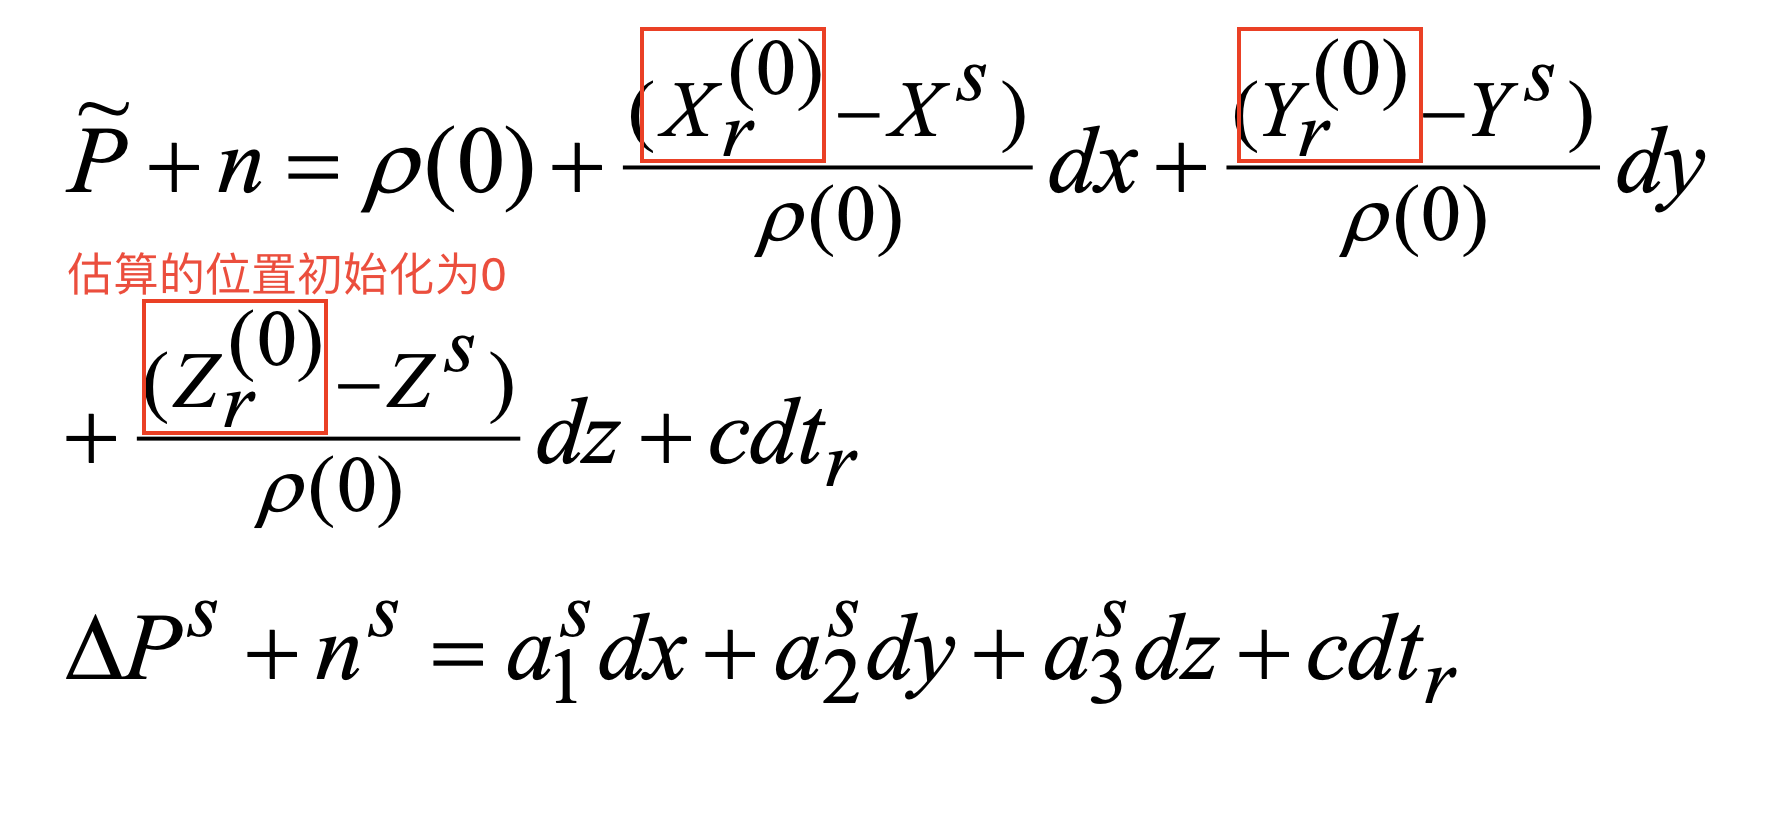 P̃ + n = ρ(0) + (X_r^(0) − X^s)/ρ(0) dx + (Y_r^(0) − Y^s)/ρ(0) dy
估算的位置初始化为0
+ (Z_r^(0) − Z^s)/ρ(0) dz + cdt_r
ΔP^s + n^s = a_1^s dx + a_2^s dy + a_3^s dz + cdt_r